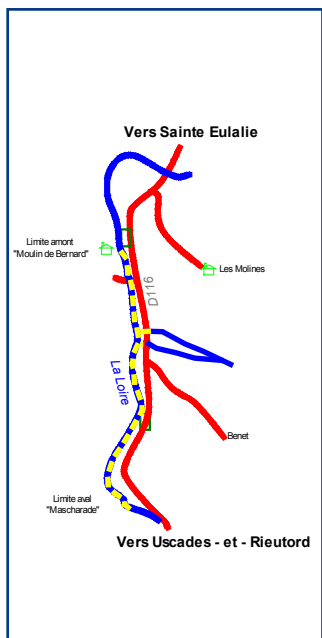 Vers Sainte Eulalie
Limite amont
"Moulin de Bernard"
Les Molines
D116
La Loire
Benet
Limite aval
"Mascharade"
Vers Uscades - et - Rieutord